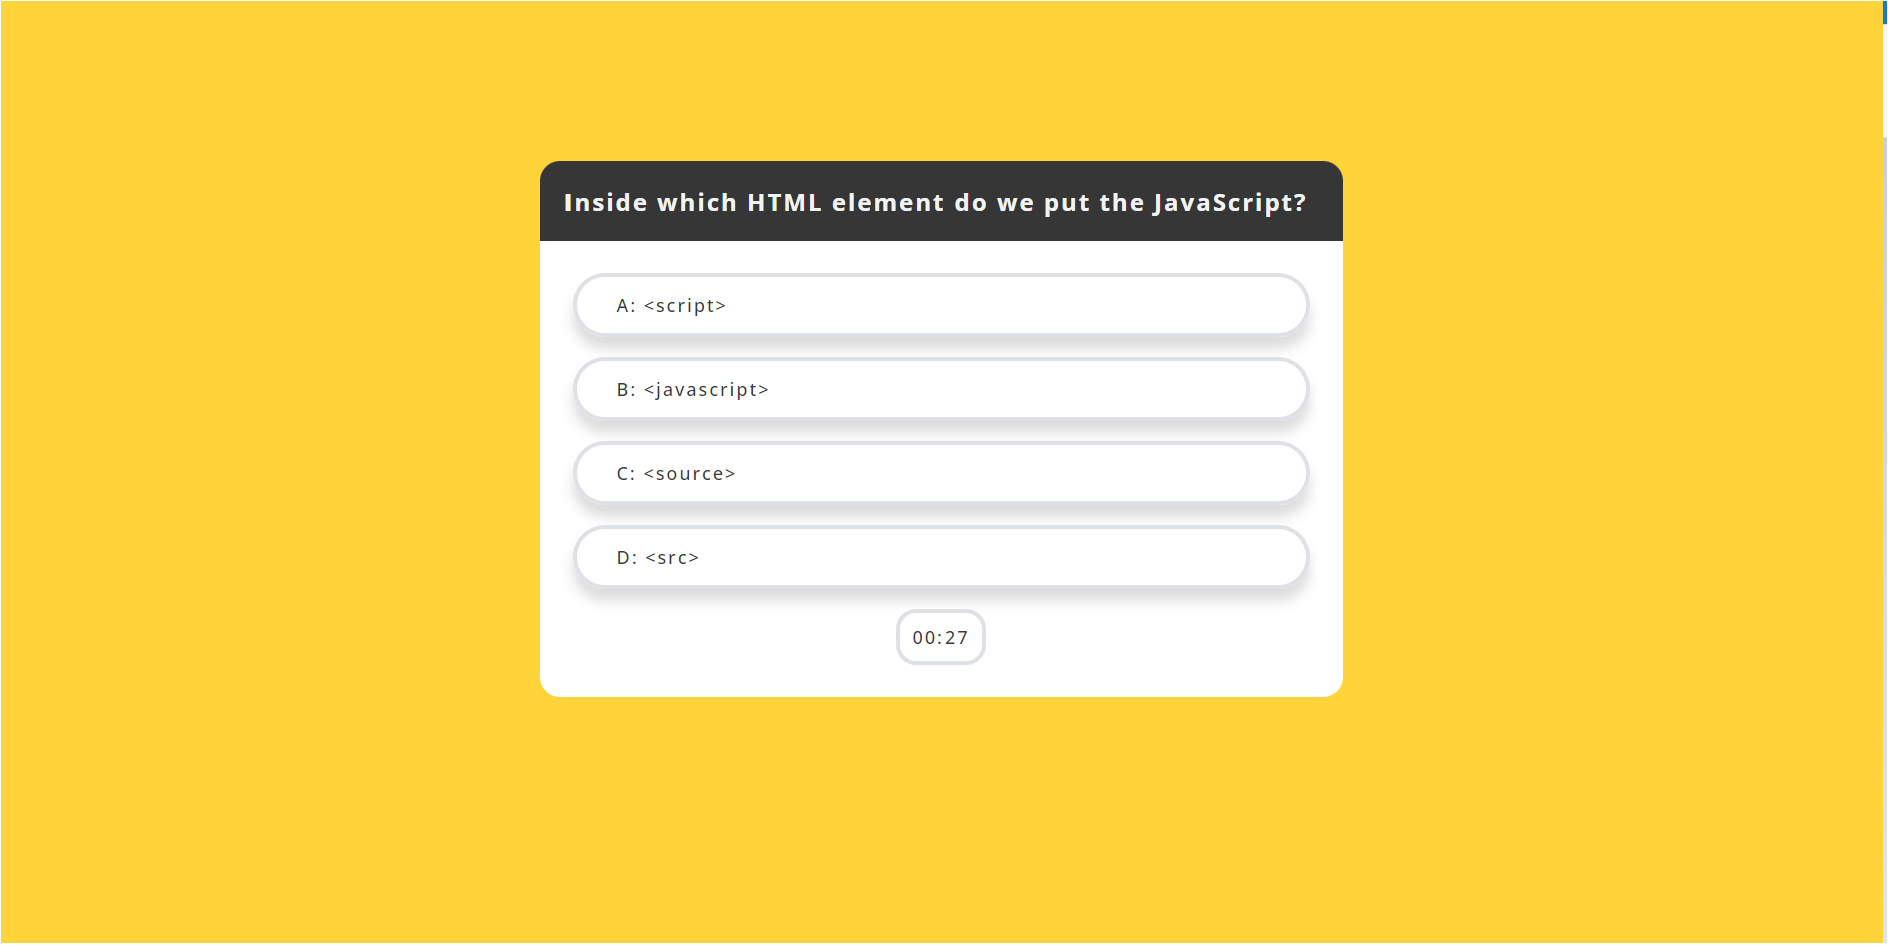 Inside which HTML element do we put the JavaScript?
A: <script>
B: <javascript>
C: <source>
D: <src>
00:27